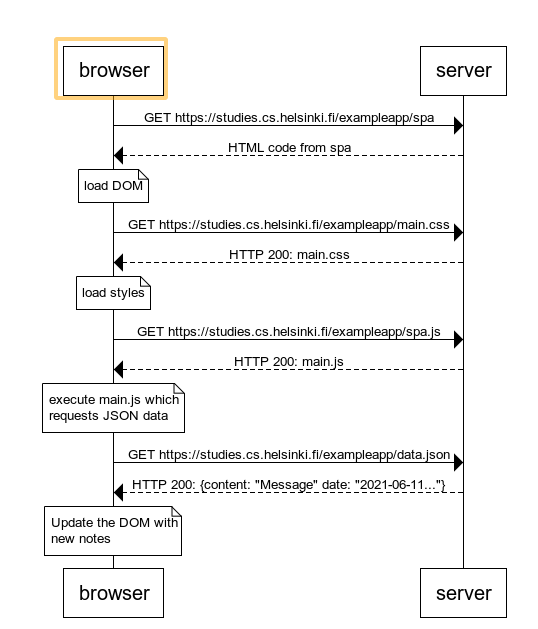 browser server
GET https://studies.cs.helsinki.fi/exampleapp/spa
HTML code from spa
load DOM
GET https://studies.cs.helsinki.fi/exampleapp/main.css
HTTP 200: main.css
load styles
GET https://studies.cs.helsinki.fi/exampleapp/spa.js
HTTP 200: main.js
execute main.js which
requests JSON data
GET https://studies.cs.helsinki.fi/exampleapp/data.json
HTTP 200: {content: "Message" date: "2021-06-11..."}
Update the DOM with
new notes
browser server